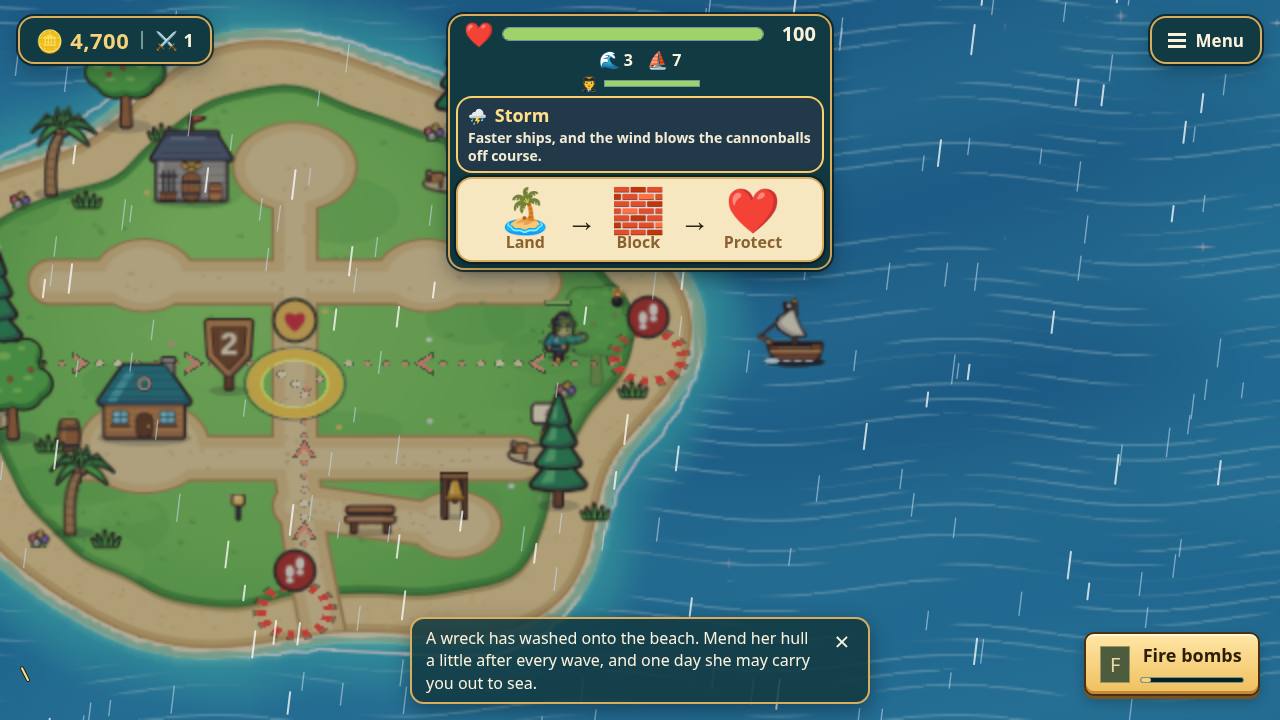 4,700
1
100
3
7
Menu
Storm
Faster ships, and the wind blows the cannonballs
off course.
Land → Block → Protect
2
A wreck has washed onto the beach. Mend her hull
a little after every wave, and one day she may carry
you out to sea.
F
Fire bombs